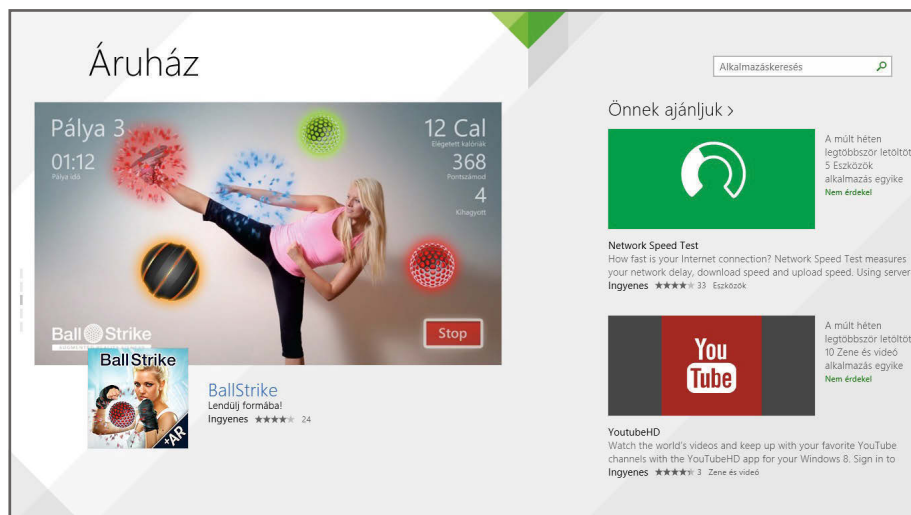 Áruház
Alkalmazáskeresés
Pálya 3
01:12
Pálya idő
12 Cal
Elégetett kalóriák
368
Pontszámod
4
Kihagyott
Ball Strike
Stop
Ball Strike
+AR
BallStrike
Lendülj formába!
Ingyenes ★★★★★ 24
Önnek ajánljuk >
A múlt héten
legtöbbször letöltöt
5 Eszközök
alkalmazás egyike
Nem érdekel
Network Speed Test
How fast is your Internet connection? Network Speed Test measures
your network delay, download speed and upload speed. Using server
Ingyenes ★★★★★ 33 Eszközök
You
Tube
A múlt héten
legtöbbször letöltöt
10 Zene és videó
alkalmazás egyike
Nem érdekel
YoutubeHD
Watch the world's videos and keep up with your favorite YouTube
channels with the YouTubeHD app for your Windows 8. Sign in to
Ingyenes ★★★★★ 3 Zene és videó